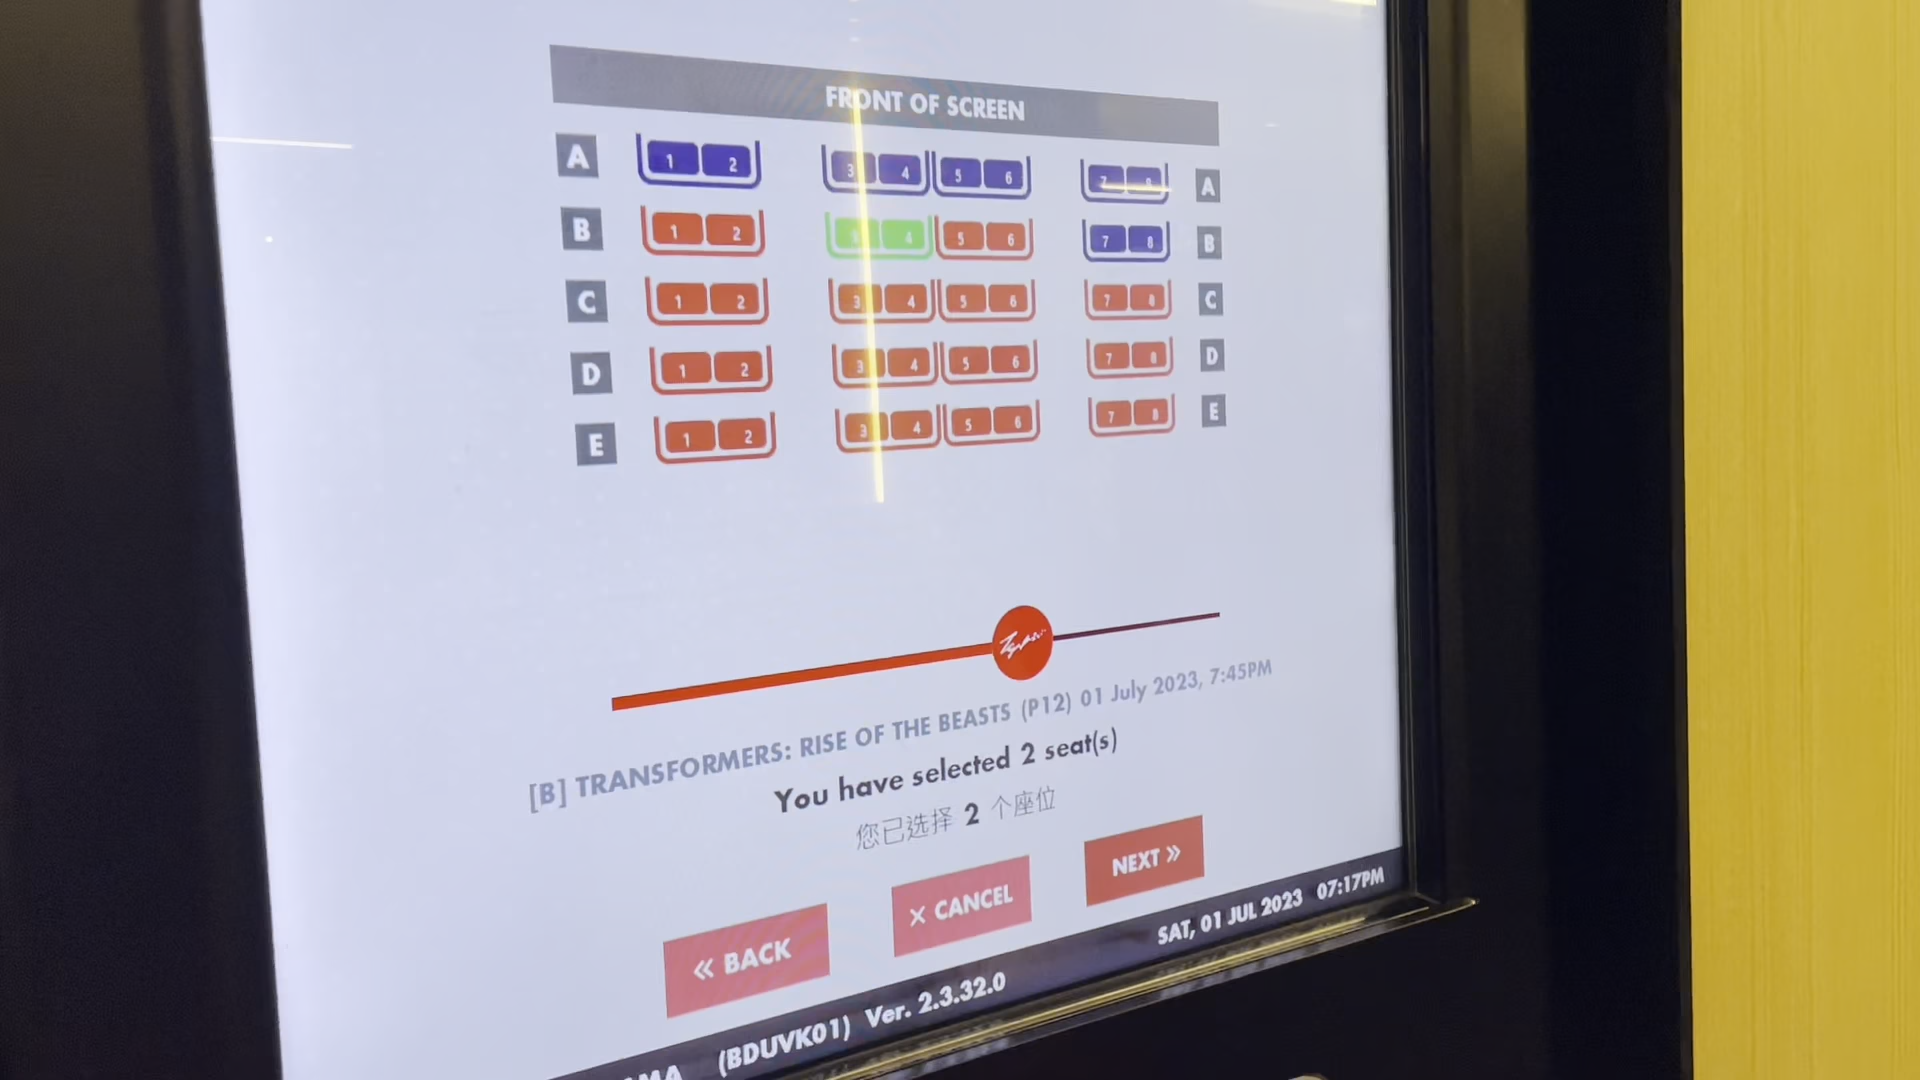 FRONT OF SCREEN
A 1 2 3 4 5 6 7 8 A
B 1 2 4 5 6 7 8 B
C 1 2 3 4 5 6 7 8 C
D 1 2 3 4 5 6 7 8 D
E 1 2 3 4 5 6 7 8 E
[B] TRANSFORMERS: RISE OF THE BEASTS (P12) 01 July 2023, 7:45PM
You have selected 2 seat(s)
您已选择 2 个座位
« BACK × CANCEL NEXT »
(BDUVK01) Ver. 2.3.32.0 SAT, 01 JUL 2023 07:17PM